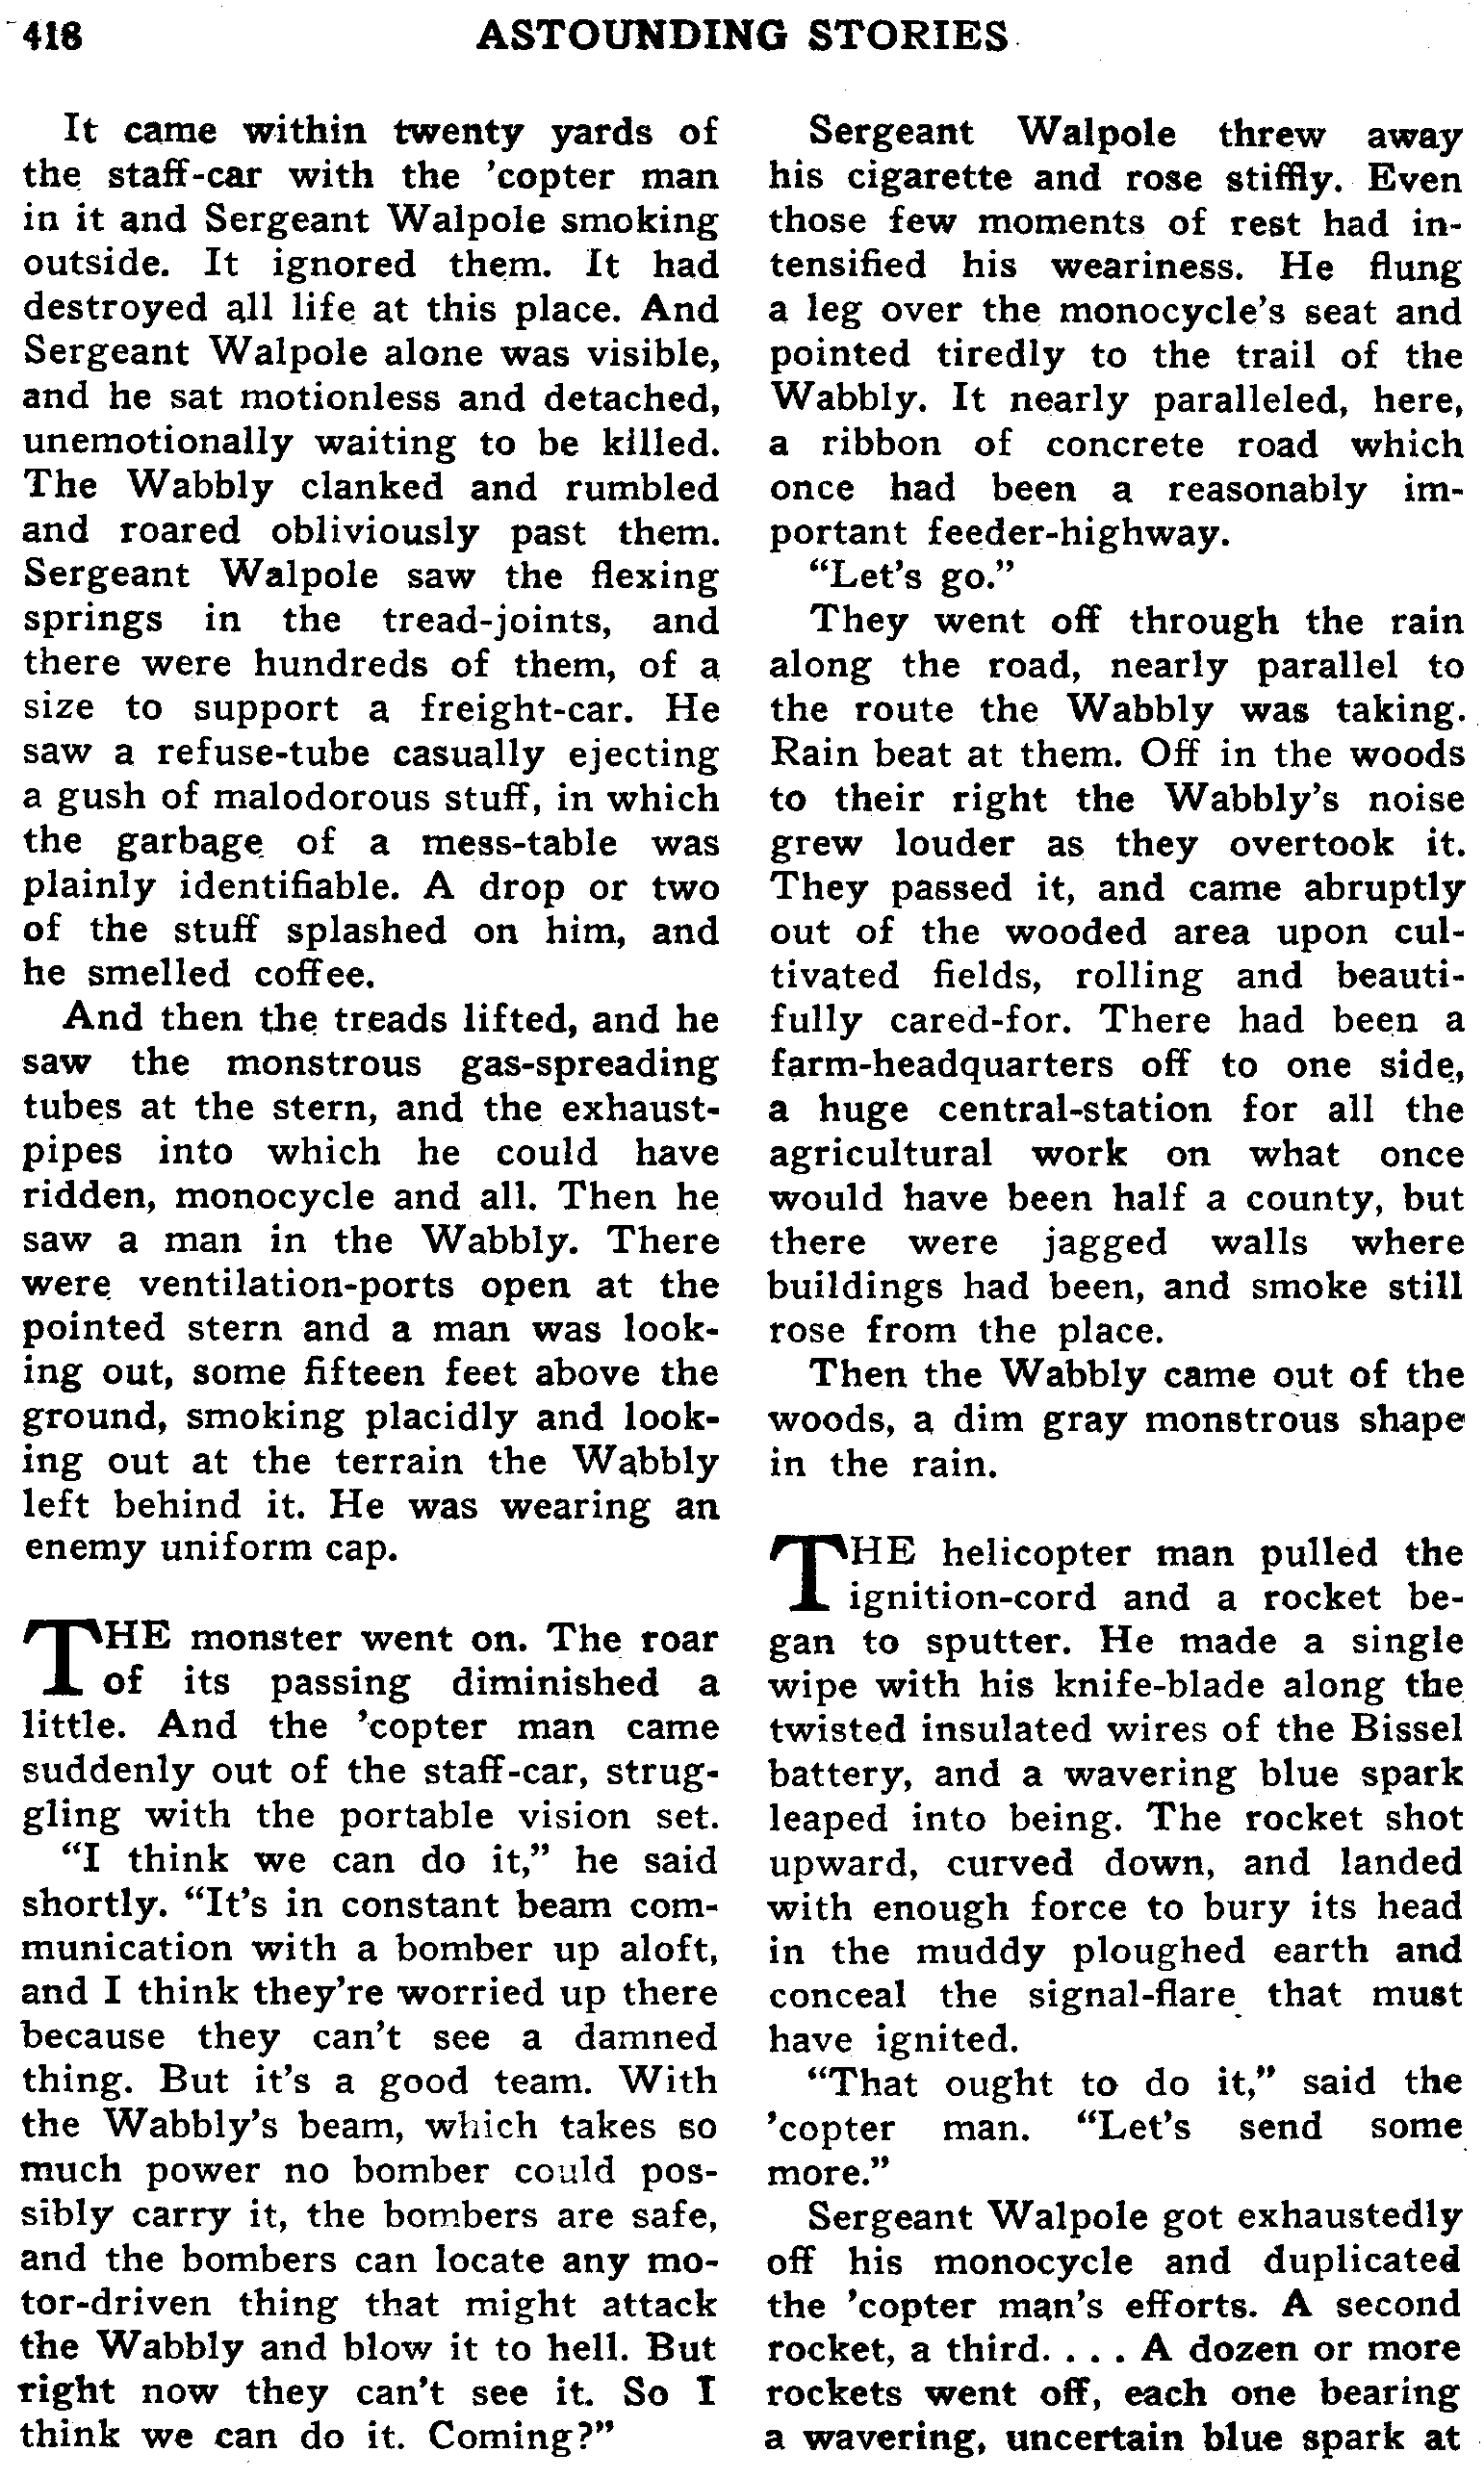 418
ASTOUNDING STORIES
It came within twenty yards of
the staff-car with the ’copter man
in it and Sergeant Walpole smoking
outside. It ignored them. It had
destroyed all life at this place. And
Sergeant Walpole alone was visible,
and he sat motionless and detached,
unemotionally waiting to be killed.
The Wabbly clanked and rumbled
and roared obliviously past them.
Sergeant Walpole saw the flexing
springs in the tread-joints, and
there were hundreds of them, of a
size to support a freight-car. He
saw a refuse-tube casually ejecting
a gush of malodorous stuff, in which
the garbage of a mess-table was
plainly identifiable. A drop or two
of the stuff splashed on him, and
he smelled coffee.
And then the treads lifted, and he
saw the monstrous gas-spreading
tubes at the stern, and the exhaust-
pipes into which he could have
ridden, monocycle and all. Then he
saw a man in the Wabbly. There
were ventilation-ports open at the
pointed stern and a man was look-
ing out, some fifteen feet above the
ground, smoking placidly and look-
ing out at the terrain the Wabbly
left behind it. He was wearing an
enemy uniform cap.
THE monster went on. The roar
of its passing diminished a
little. And the ’copter man came
suddenly out of the staff-car, strug-
gling with the portable vision set.
“I think we can do it,” he said
shortly. “It’s in constant beam com-
munication with a bomber up aloft,
and I think they’re worried up there
because they can’t see a damned
thing. But it’s a good team. With
the Wabbly’s beam, which takes so
much power no bomber could pos-
sibly carry it, the bombers are safe,
and the bombers can locate any mo-
tor-driven thing that might attack
the Wabbly and blow it to hell. But
right now they can’t see it. So I
think we can do it. Coming?”
Sergeant Walpole threw away
his cigarette and rose stiffly. Even
those few moments of rest had in-
tensified his weariness. He flung
a leg over the monocycle’s seat and
pointed tiredly to the trail of the
Wabbly. It nearly paralleled, here,
a ribbon of concrete road which
once had been a reasonably im-
portant feeder-highway.
“Let’s go.”
They went off through the rain
along the road, nearly parallel to
the route the Wabbly was taking.
Rain beat at them. Off in the woods
to their right the Wabbly’s noise
grew louder as they overtook it.
They passed it, and came abruptly
out of the wooded area upon cul-
tivated fields, rolling and beauti-
fully cared-for. There had been a
farm-headquarters off to one side,
a huge central-station for all the
agricultural work on what once
would have been half a county, but
there were jagged walls where
buildings had been, and smoke still
rose from the place.
Then the Wabbly came out of the
woods, a dim gray monstrous shape
in the rain.
THE helicopter man pulled the
ignition-cord and a rocket be-
gan to sputter. He made a single
wipe with his knife-blade along the
twisted insulated wires of the Bissel
battery, and a wavering blue spark
leaped into being. The rocket shot
upward, curved down, and landed
with enough force to bury its head
in the muddy ploughed earth and
conceal the signal-flare that must
have ignited.
“That ought to do it,” said the
’copter man. “Let’s send some
more.”
Sergeant Walpole got exhaustedly
off his monocycle and duplicated
the ’copter man’s efforts. A second
rocket, a third. . . . A dozen or more
rockets went off, each one bearing
a wavering, uncertain blue spark at